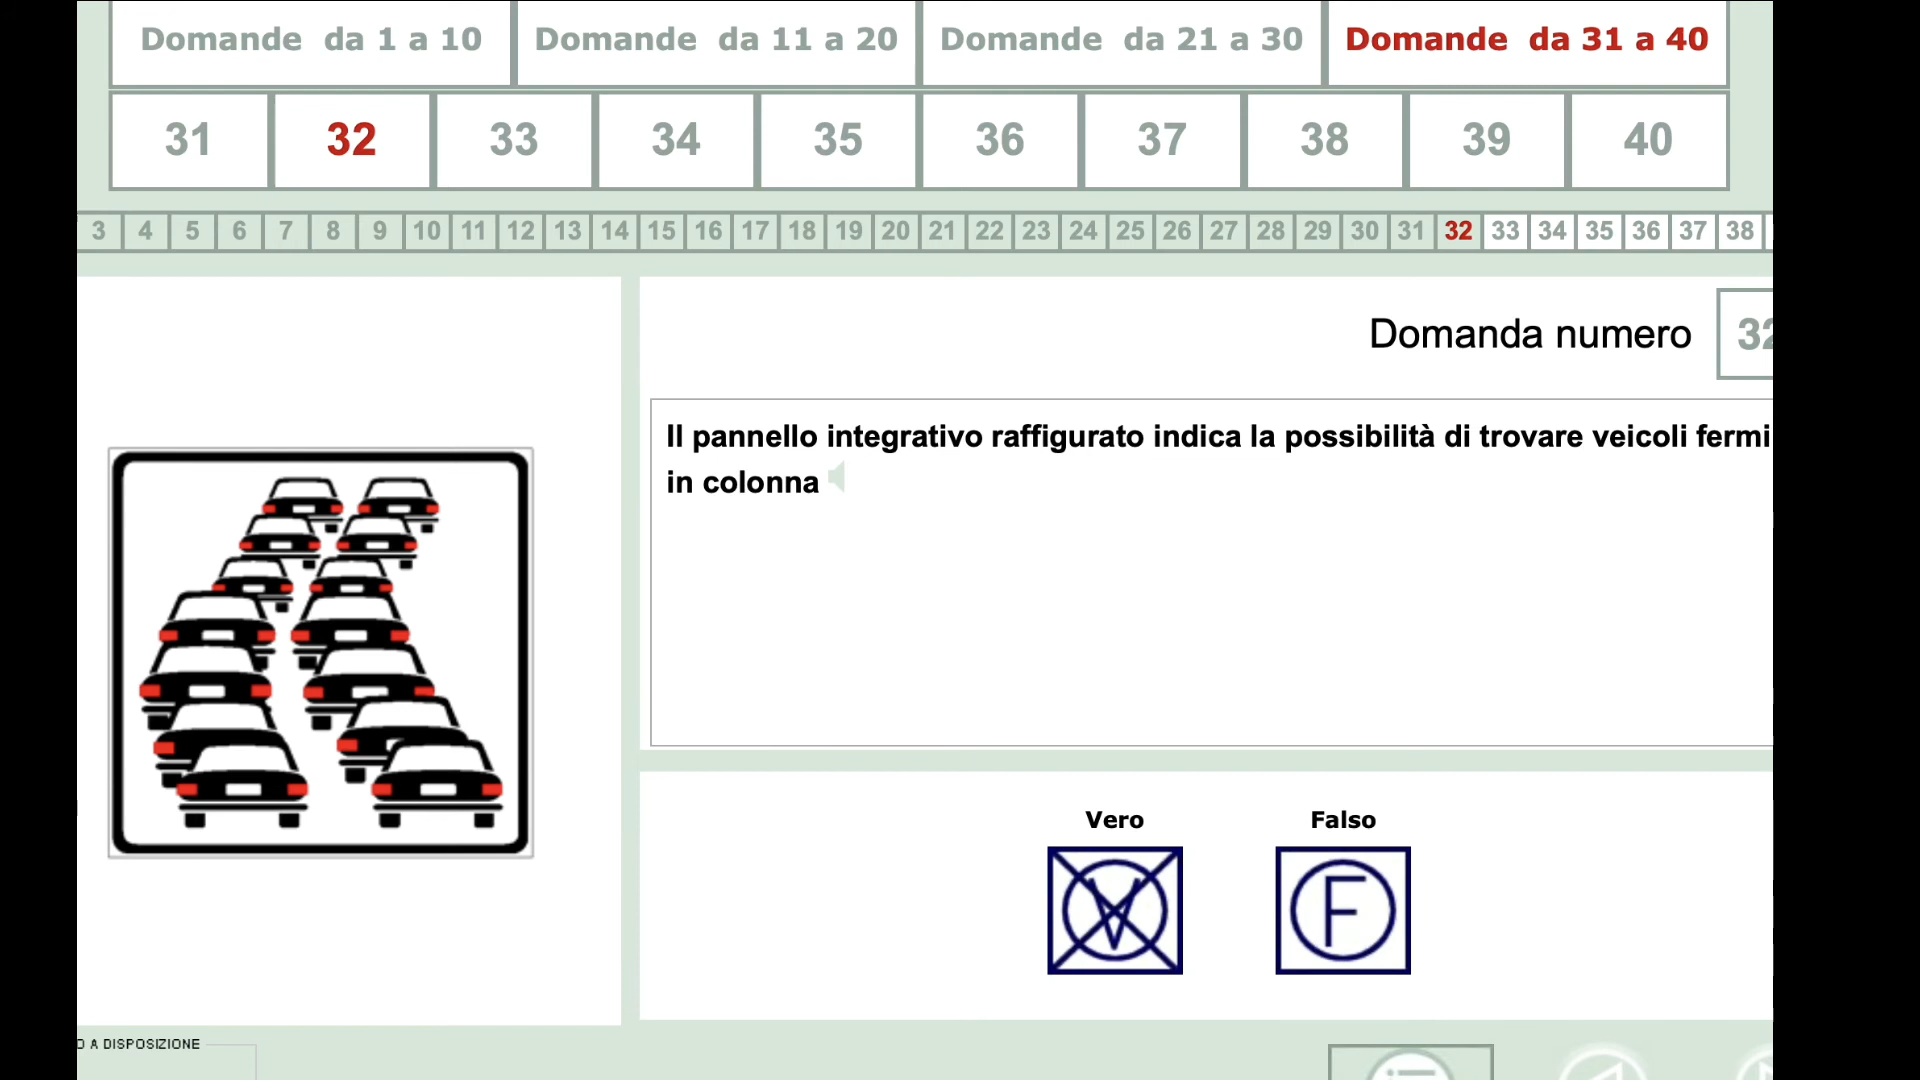 Domande da 1 a 10 Domande da 11 a 20 Domande da 21 a 30 Domande da 31 a 40
31 32 33 34 35 36 37 38 39 40
3 4 5 6 7 8 9 10 11 12 13 14 15 16 17 18 19 20 21 22 23 24 25 26 27 28 29 30 31 32 33 34 35 36 37 38
Domanda numero 32
Il pannello integrativo raffigurato indica la possibilità di trovare veicoli fermi
in colonna
Vero Falso
V F
O A DISPOSIZIONE